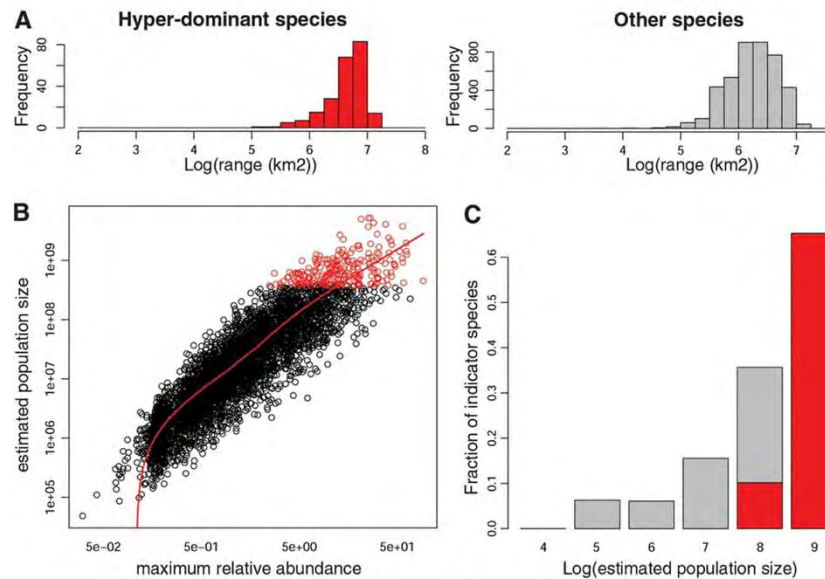 A
Hyper-dominant species
Other species
Frequency
80
40
0
2 3 4 5 6 7 8
Log(range (km2))
Frequency
800
400
0
2 3 4 5 6 7
Log(range (km2))
B
estimated population size
1e+09
1e+08
1e+07
1e+06
1e+05
5e-02 5e-01 5e+00 5e+01
maximum relative abundance
C
Fraction of indicator species
0.6
0.5
0.4
0.3
0.2
0.1
0.0
4 5 6 7 8 9
Log(estimated population size)